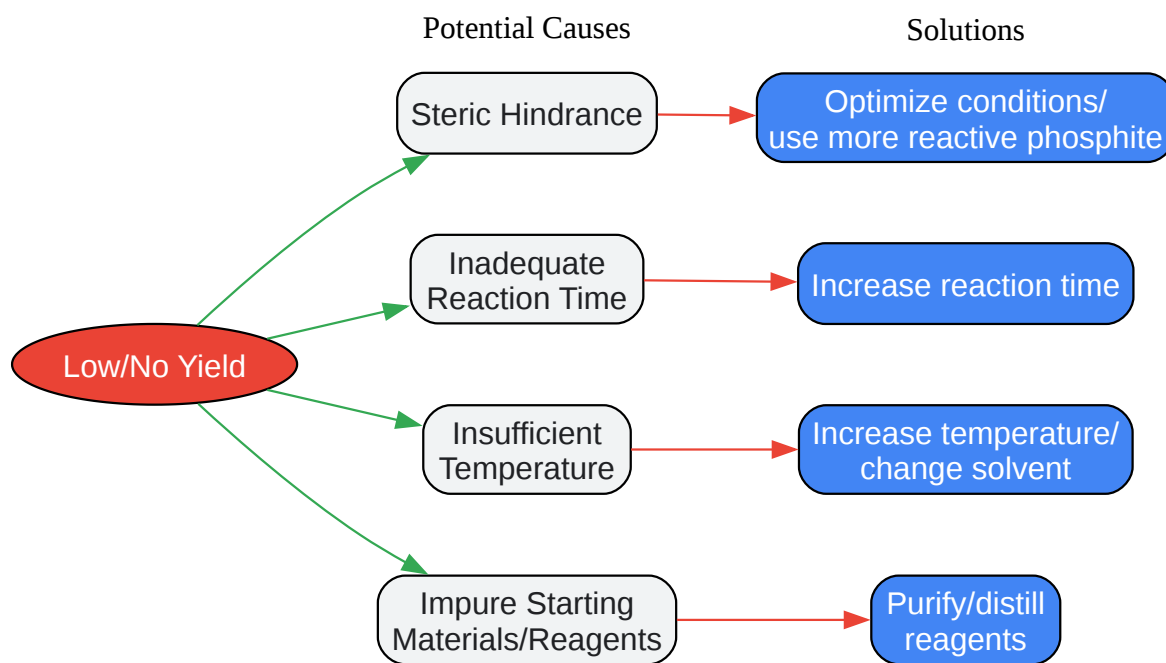 Potential Causes
Solutions
Steric Hindrance
Optimize conditions/
use more reactive phosphite
Inadequate
Reaction Time
Increase reaction time
Low/No Yield
Insufficient
Temperature
Increase temperature/
change solvent
Impure Starting
Materials/Reagents
Purify/distill
reagents